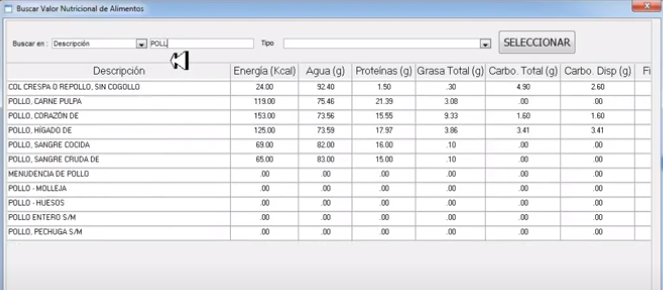 Buscar Valor Nutricional de Alimentos
Buscar en : Descripción POLL Tipo SELECCIONAR
Descripción Energía (Kcal) Agua (g) Proteínas (g) Grasa Total (g) Carbo. Total (g) Carbo. Disp (g) Fi
COL CRESPA O REPOLLO, SIN COGOLLO 24.00 92.40 1.50 .30 4.90 2.60
POLLO, CARNE PULPA 119.00 75.46 21.39 3.08 .00 .00
POLLO, CORAZÓN DE 153.00 73.56 15.55 9.33 1.60 1.60
POLLO, HÍGADO DE 125.00 73.59 17.97 3.86 3.41 3.41
POLLO, SANGRE COCIDA 69.00 82.00 16.00 .10 .00 .00
POLLO, SANGRE CRUDA DE 65.00 83.00 15.00 .10 .00 .00
MENUDENCIA DE POLLO .00 .00 .00 .00 .00 .00
POLLO - MOLLEJA .00 .00 .00 .00 .00 .00
POLLO - HUESOS .00 .00 .00 .00 .00 .00
POLLO ENTERO S/M .00 .00 .00 .00 .00 .00
POLLO, PECHUGA S/M .00 .00 .00 .00 .00 .00